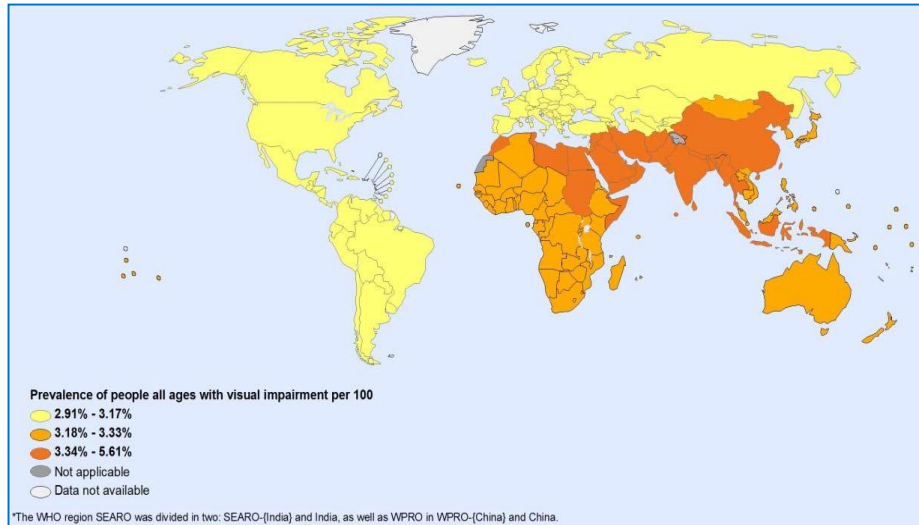 Prevalence of people all ages with visual impairment per 100
2.91% - 3.17%
3.18% - 3.33%
3.34% - 5.61%
Not applicable
Data not available
*The WHO region SEARO was divided in two: SEARO-{India} and India, as well as WPRO in WPRO-{China} and China.